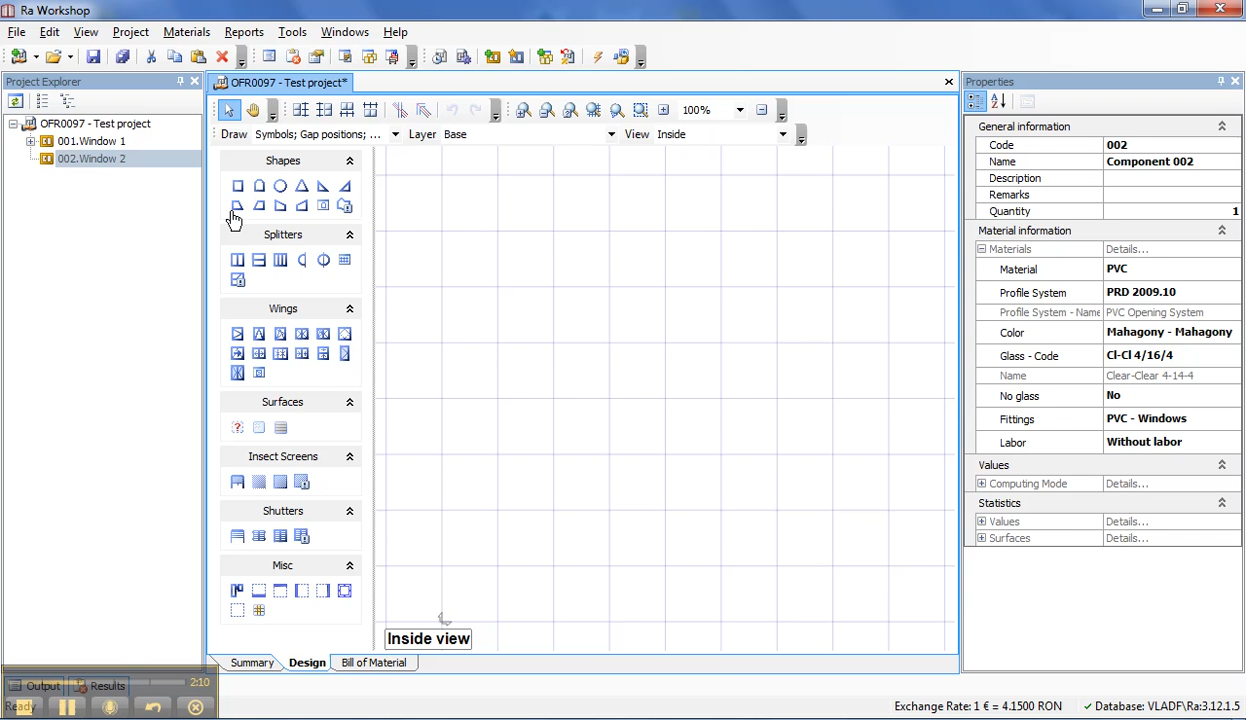 Ra Workshop
File Edit View Project Materials Reports Tools Windows Help
Project Explorer
OFR0097 - Test project
001.Window 1
002.Window 2
OFR0097 - Test project*
100%
Draw Symbols; Gap positions; ... Layer Base View Inside
Shapes
Splitters
Wings
Surfaces
Insect Screens
Shutters
Misc
Inside view
Summary Design Bill of Material
Properties
General information
Code 002
Name Component 002
Description
Remarks
Quantity 1
Material information
Materials Details...
Material PVC
Profile System PRD 2009.10
Profile System - Name PVC Opening System
Color Mahagony - Mahagony
Glass - Code Cl-Cl 4/16/4
Name Clear-Clear 4-14-4
No glass No
Fittings PVC - Windows
Labor Without labor
Values
Computing Mode Details...
Statistics
Values Details...
Surfaces Details...
Output Results 2:10
Ready
Exchange Rate: 1 € = 4.1500 RON Database: VLADF\Ra:3.12.1.5